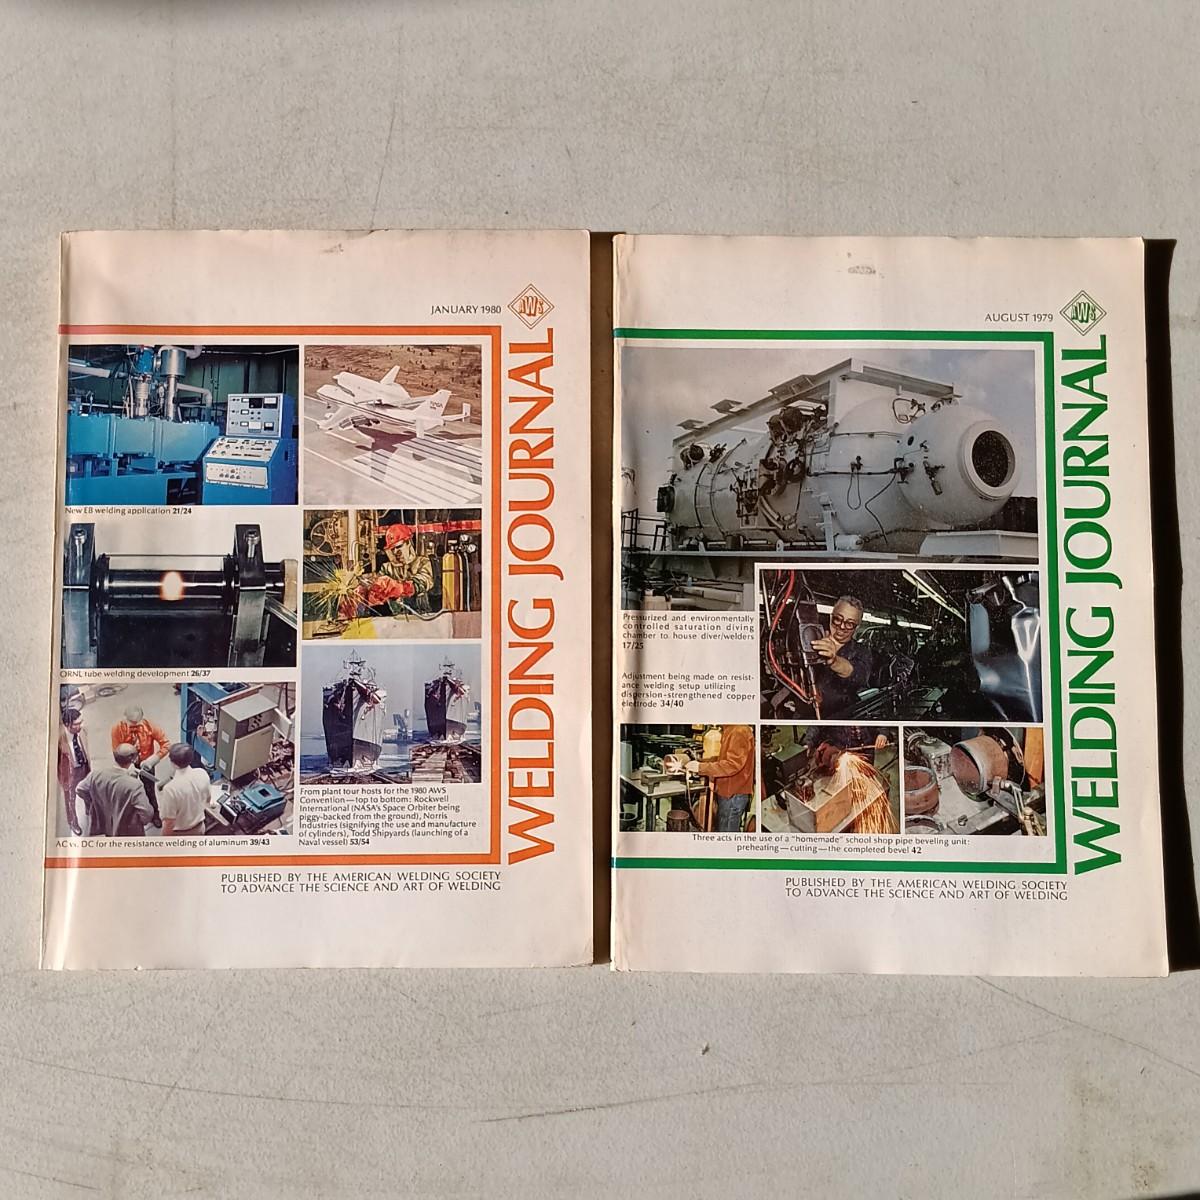 JANUARY 1980
AWS
WELDING JOURNAL
NASA
New EB welding application 21/24
ORNL tube welding development 26/37
AC vs. DC for the resistance welding of aluminum 39/43
From plant tour hosts for the 1980 AWS
Convention—top to bottom: Rockwell
International (NASA's Space Orbiter being
piggy-backed from the ground), Norris
Industries (signifying the use and manufacture
of cylinders), Todd Shipyards (launching of a
Naval vessel) 53/54
PUBLISHED BY THE AMERICAN WELDING SOCIETY
TO ADVANCE THE SCIENCE AND ART OF WELDING
AUGUST 1979
AWS
WELDING JOURNAL
Pressurized and environmentally
controlled saturation diving
chamber to house diver/welders
17/25
Adjustment being made on resist-
ance welding setup utilizing
dispersion-strengthened copper
electrode 34/40
Three acts in the use of a "homemade" school shop pipe beveling unit:
preheating—cutting—the completed bevel 42
PUBLISHED BY THE AMERICAN WELDING SOCIETY
TO ADVANCE THE SCIENCE AND ART OF WELDING